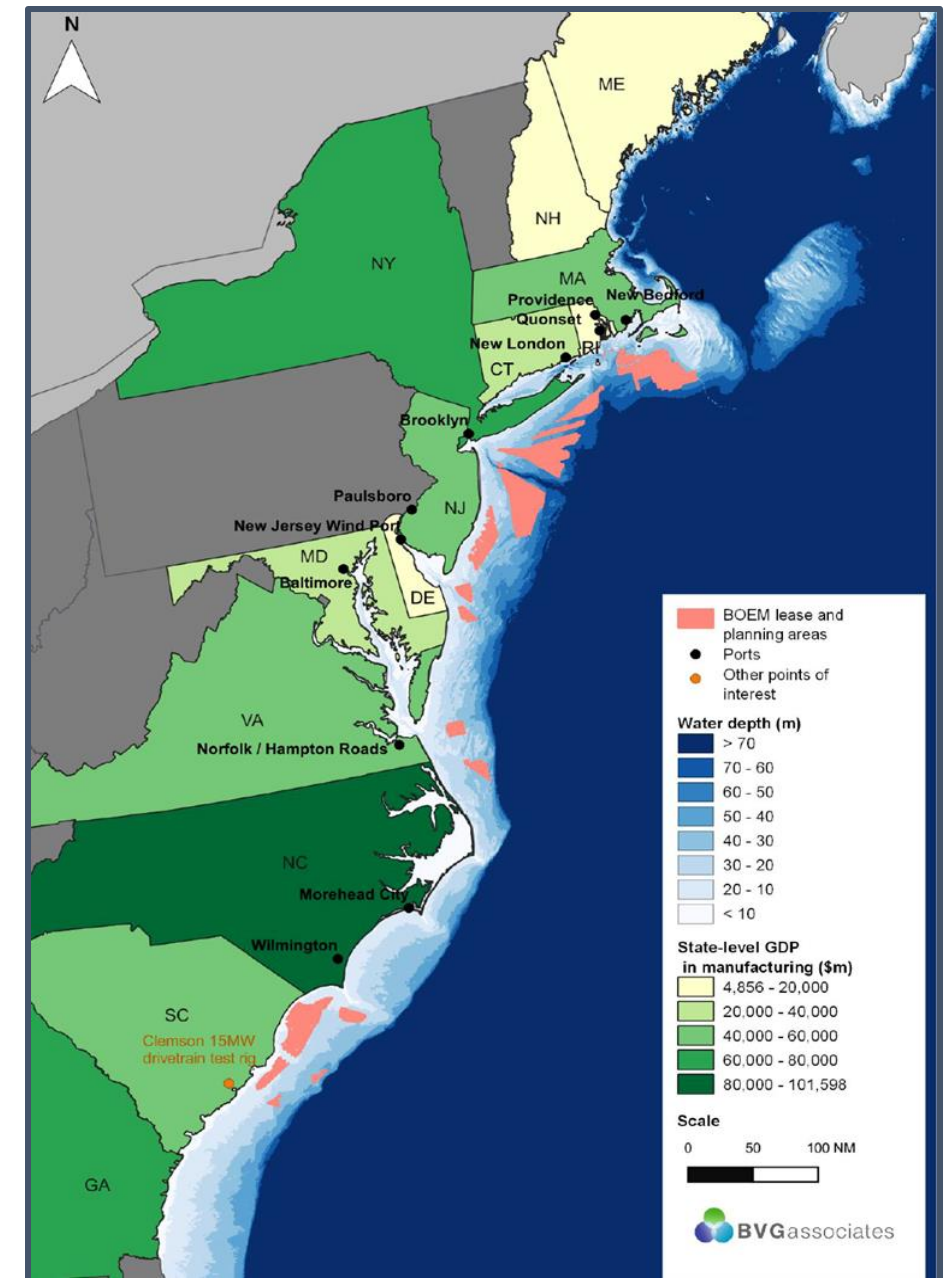 N
ME
NH
NY
MA
Providence
New Bedford
Quonset
New London
RI
CT
Brooklyn
Paulsboro
NJ
New Jersey Wind Port
MD
Baltimore
DE
VA
Norfolk / Hampton Roads
NC
Morehead City
Wilmington
SC
Clemson 15MW
drivetrain test rig
GA
BOEM lease and
planning areas
Ports
Other points of
interest
Water depth (m)
> 70
70 - 60
60 - 50
50 - 40
40 - 30
30 - 20
20 - 10
< 10
State-level GDP
in manufacturing ($m)
4,856 - 20,000
20,000 - 40,000
40,000 - 60,000
60,000 - 80,000
80,000 - 101,598
Scale
0 50 100 NM
BVGassociates